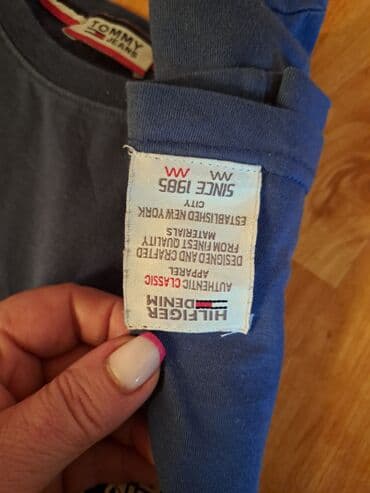 TOMMY
JEANS
HILFIGER
DENIM
AUTHENTIC CLASSIC
APPAREL
DESIGNED AND CRAFTED
FROM FINEST QUALITY
MATERIALS
ESTABLISHED NEW YORK
CITY
SINCE 1985